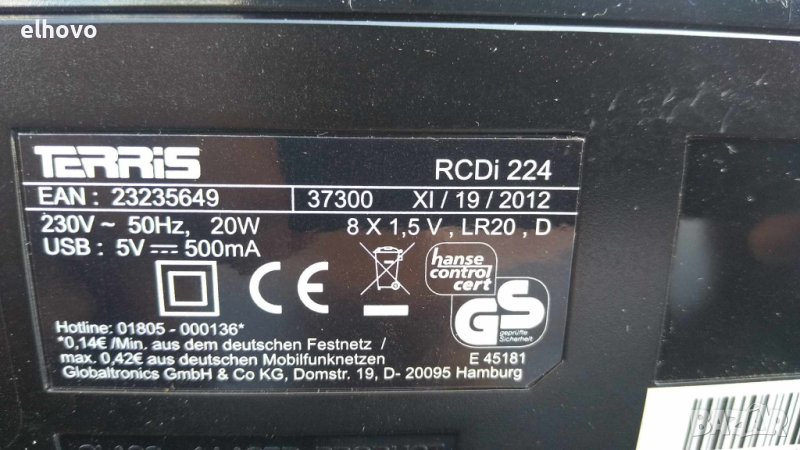 elhovo
TERRiS RCDi 224
EAN : 23235649 37300 XI / 19 / 2012
230V ~ 50Hz, 20W 8 X 1,5 V , LR20 , D
USB : 5V 500mA
hanse
control
cert
CE
GS
geprüfte
Sicherheit
Hotline: 01805 - 000136*
*0,14€ /Min. aus dem deutschen Festnetz /
max. 0,42€ aus deutschen Mobilfunknetzen
E 45181
Globaltronics GmbH & Co KG, Domstr. 19, D- 20095 Hamburg
BAZAR